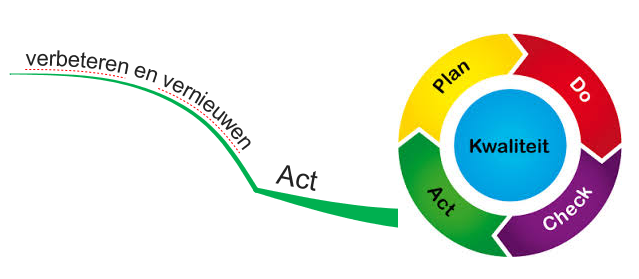 verbeteren en vernieuwen
Act
Plan
Do
Kwaliteit
Act
Check